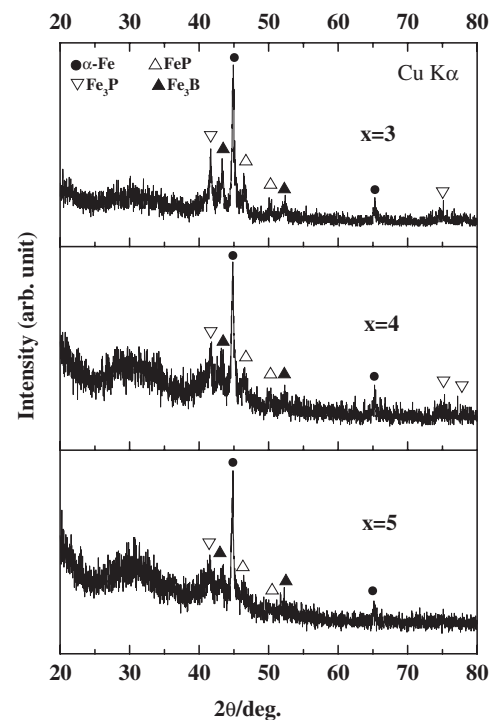 20 30 40 50 60 70 80
●α-Fe △FeP
▽Fe₃P ▲Fe₃B
Cu Kα
x=3
x=4
x=5
Intensity (arb. unit)
20 30 40 50 60 70 80
2θ/deg.